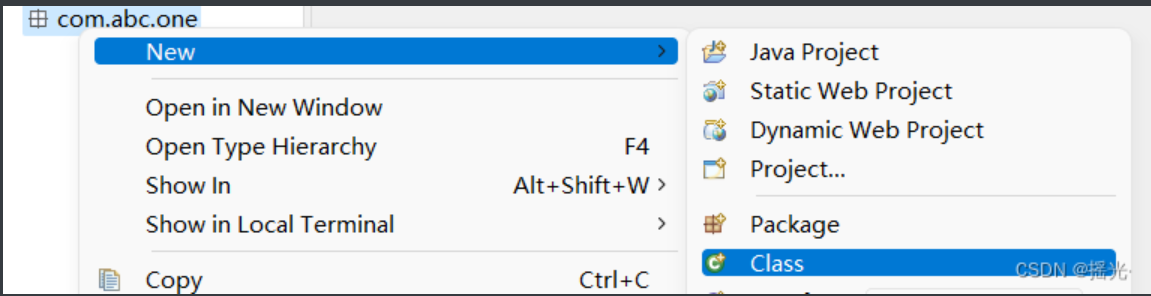 com.abc.one
New
Open in New Window
Open Type Hierarchy F4
Show In Alt+Shift+W
Show in Local Terminal
Copy Ctrl+C
Java Project
Static Web Project
Dynamic Web Project
Project...
Package
Class
CSDN @摇光